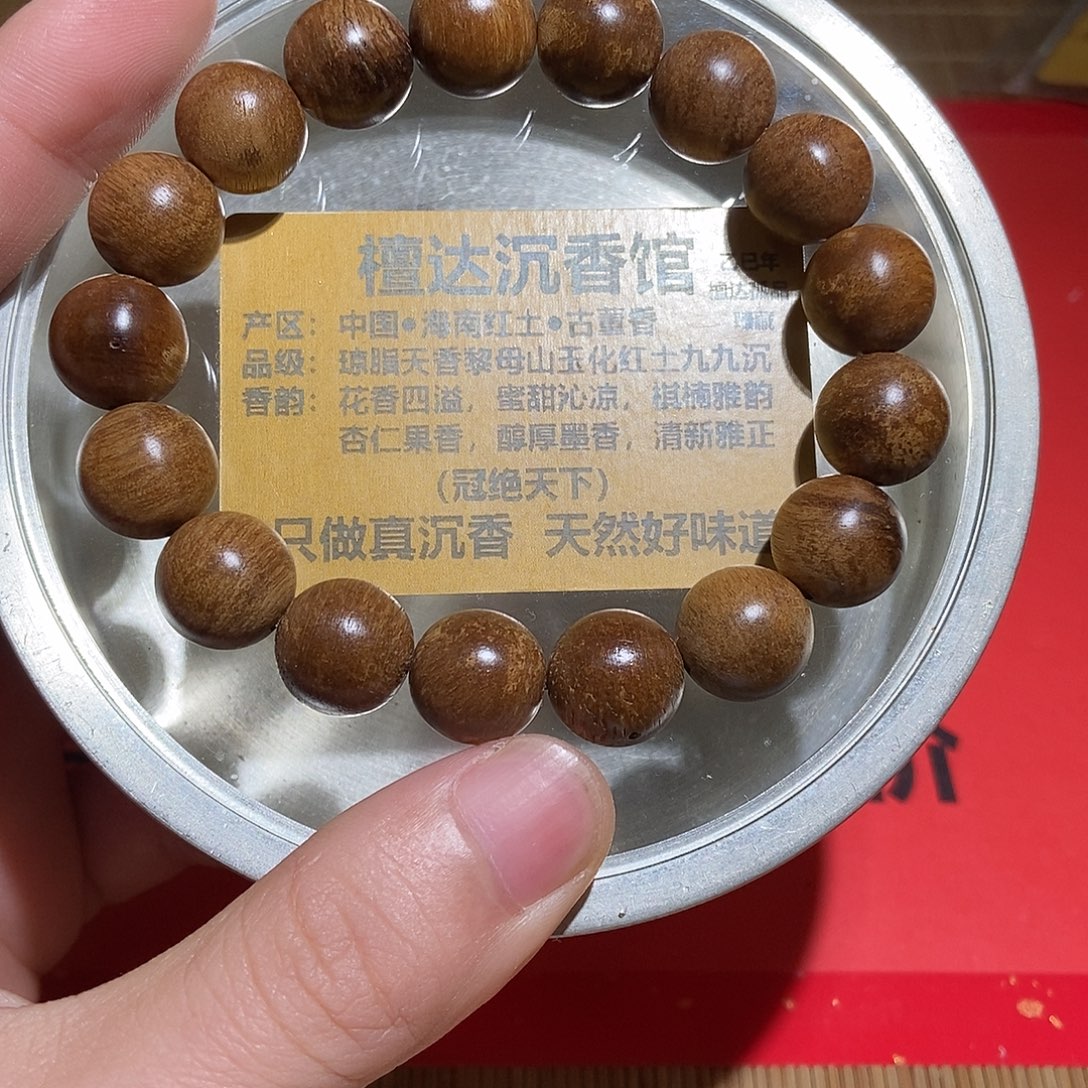 檀达沉香馆
产区：中国●海南红土●古董香
品级：琼脂天香黎母山玉化红土九九沉
香韵：花香四溢，蜜甜沁凉，棋楠雅韵
杏仁果香，醇厚墨香，清新雅正
（冠绝天下）
只做真沉香 天然好味道